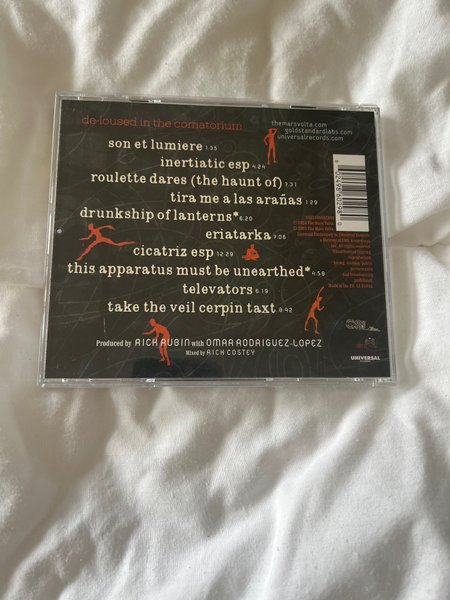 de-loused in the comatorium
themarsvolta.com
goldstandardlabs.com
universalrecords.com
son et lumiere 1:35
inertiatic esp 4:24
roulette dares (the haunt of) 7:31
tira me a las arañas 1:29
drunkship of lanterns* 6:20
eriatarka 7:06
cicatriz esp 12:29
this apparatus must be unearthed* 4:58
televators 6:19
take the veil cerpin taxt 8:42
Produced by RICK RUBIN with OMAR RODRIGUEZ-LOPEZ
Mixed by RICH COSTEY
GSL
UNIVERSAL